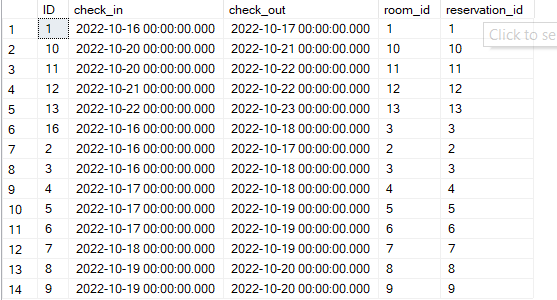 ID check_in check_out room_id reservation_id
1 1 2022-10-16 00:00:00.000 2022-10-17 00:00:00.000 1 1
Click to se
2 10 2022-10-20 00:00:00.000 2022-10-21 00:00:00.000 10 10
3 11 2022-10-20 00:00:00.000 2022-10-22 00:00:00.000 11 11
4 12 2022-10-21 00:00:00.000 2022-10-22 00:00:00.000 12 12
5 13 2022-10-22 00:00:00.000 2022-10-23 00:00:00.000 13 13
6 16 2022-10-16 00:00:00.000 2022-10-18 00:00:00.000 3 3
7 2 2022-10-16 00:00:00.000 2022-10-17 00:00:00.000 2 2
8 3 2022-10-16 00:00:00.000 2022-10-18 00:00:00.000 3 3
9 4 2022-10-17 00:00:00.000 2022-10-18 00:00:00.000 4 4
10 5 2022-10-17 00:00:00.000 2022-10-19 00:00:00.000 5 5
11 6 2022-10-17 00:00:00.000 2022-10-19 00:00:00.000 6 6
12 7 2022-10-18 00:00:00.000 2022-10-19 00:00:00.000 7 7
13 8 2022-10-19 00:00:00.000 2022-10-20 00:00:00.000 8 8
14 9 2022-10-19 00:00:00.000 2022-10-20 00:00:00.000 9 9